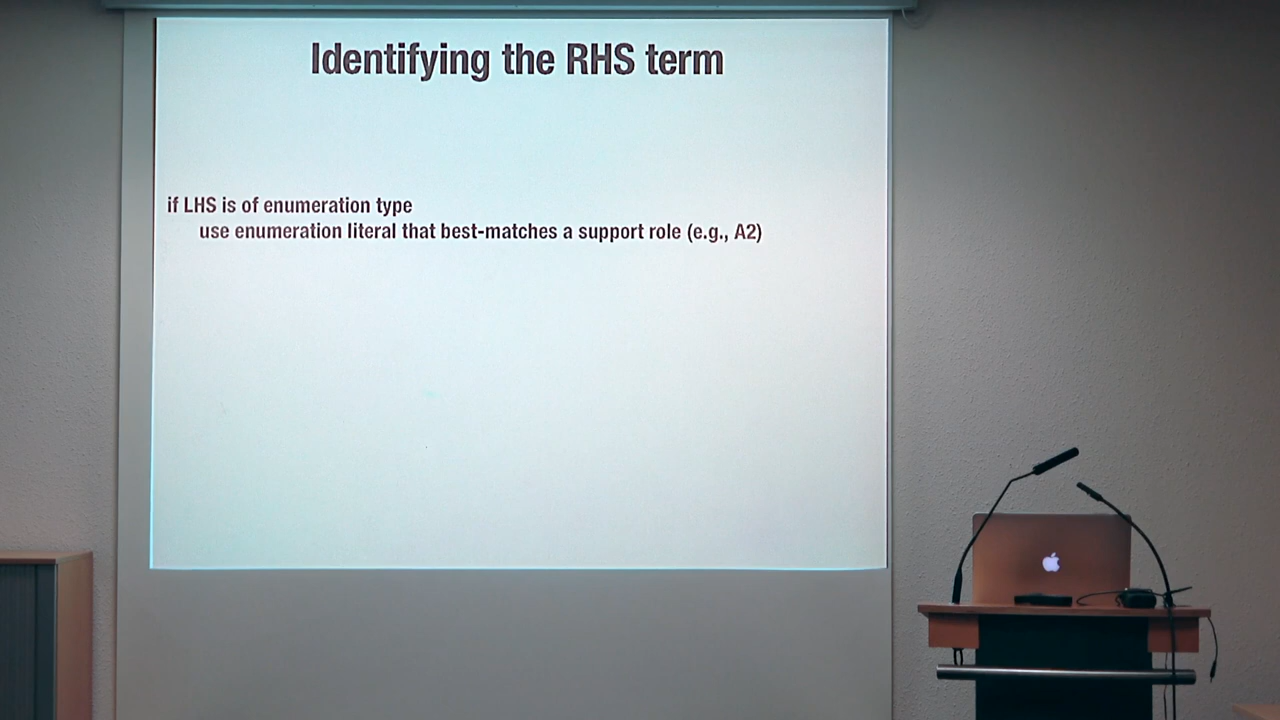 Identifying the RHS term
if LHS is of enumeration type
use enumeration literal that best-matches a support role (e.g., A2)